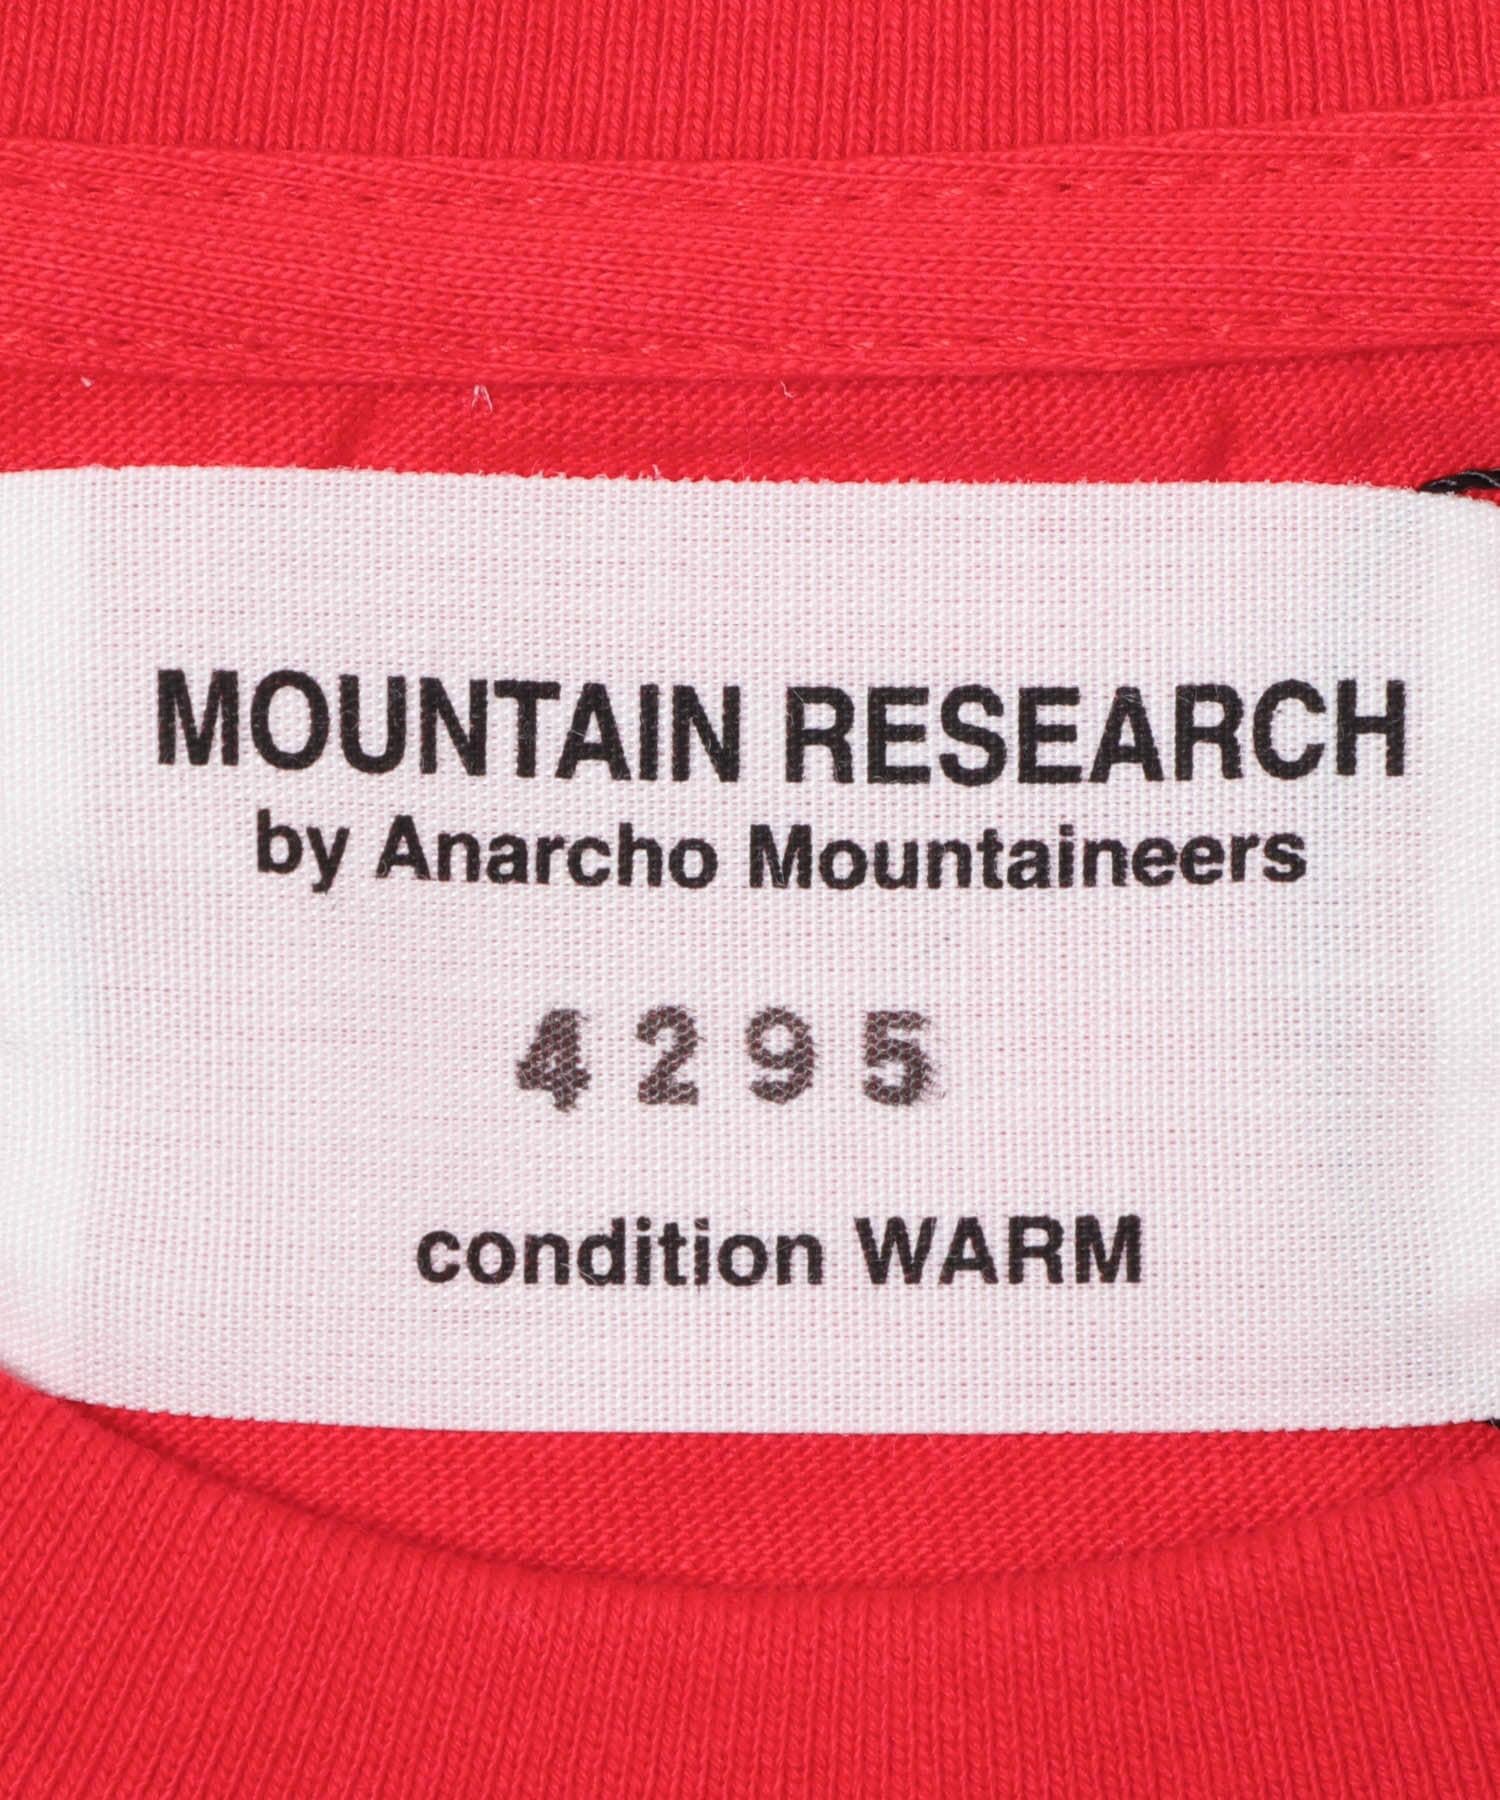 MOUNTAIN RESEARCH
by Anarcho Mountaineers
4295
condition WARM